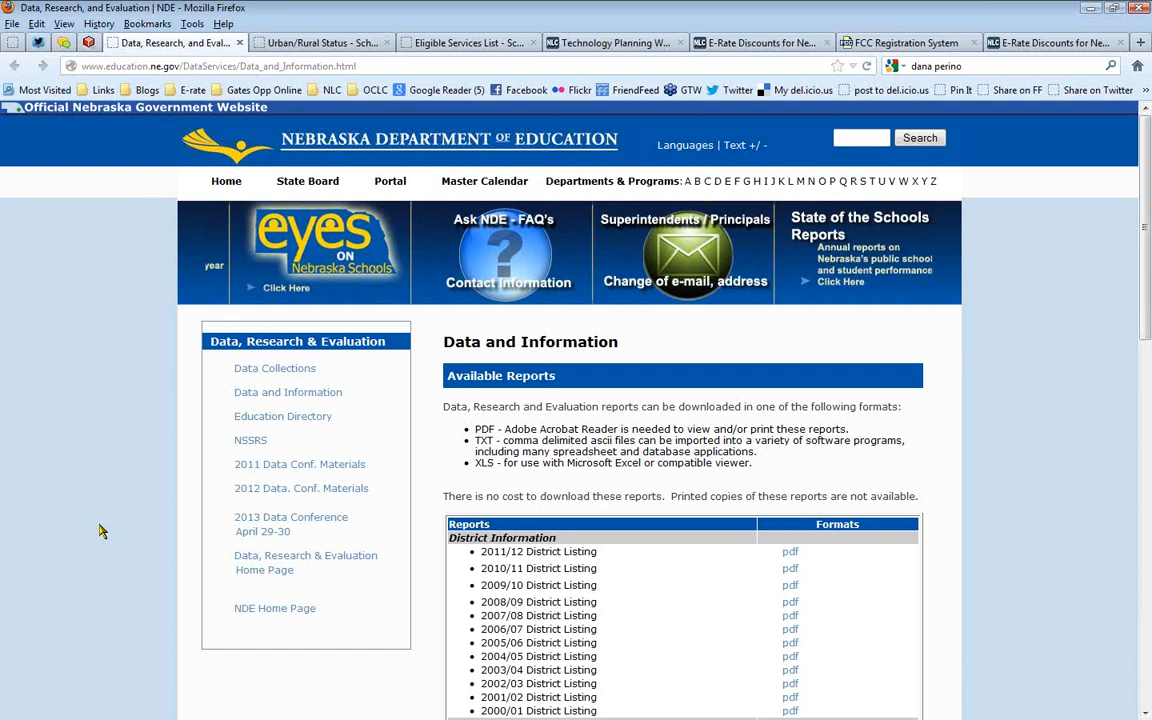 Data, Research, and Evaluation | NDE - Mozilla Firefox
File Edit View History Bookmarks Tools Help
Data, Research, and Eval... × Urban/Rural Status - Sch... × Eligible Services List - Sc... × NLC Technology Planning W... × NLC E-Rate Discounts for Ne... × FCC Registration System × NLC E-Rate Discounts for Ne... × +
www.education.ne.gov/DataServices/Data_and_Information.html
dana perino
Most Visited Links Blogs E-rate Gates Opp Online NLC OCLC Google Reader (5) Facebook Flickr FriendFeed GTW Twitter My del.icio.us post to del.icio.us Pin It Share on FF Share on Twitter »
Official Nebraska Government Website
NEBRASKA DEPARTMENT OF EDUCATION
Languages | Text +/ -
Search
Home State Board Portal Master Calendar Departments & Programs: A B C D E F G H I J K L M N O P Q R S T U V W X Y Z
year
eyes
ON
Nebraska Schools
Click Here
Ask NDE - FAQ's
?
Contact Information
Superintendents / Principals
Change of e-mail, address
State of the Schools
Reports
Annual reports on
Nebraska's public school
and student performance
Click Here
Data, Research & Evaluation
Data Collections
Data and Information
Education Directory
NSSRS
2011 Data Conf. Materials
2012 Data. Conf. Materials
2013 Data Conference
April 29-30
Data, Research & Evaluation
Home Page
NDE Home Page
Data and Information
Available Reports
Data, Research and Evaluation reports can be downloaded in one of the following formats:
• PDF - Adobe Acrobat Reader is needed to view and/or print these reports.
• TXT - comma delimited ascii files can be imported into a variety of software programs,
including many spreadsheet and database applications.
• XLS - for use with Microsoft Excel or compatible viewer.
There is no cost to download these reports. Printed copies of these reports are not available.
Reports Formats
District Information
• 2011/12 District Listing pdf
• 2010/11 District Listing pdf
• 2009/10 District Listing pdf
• 2008/09 District Listing pdf
• 2007/08 District Listing pdf
• 2006/07 District Listing pdf
• 2005/06 District Listing pdf
• 2004/05 District Listing pdf
• 2003/04 District Listing pdf
• 2002/03 District Listing pdf
• 2001/02 District Listing pdf
• 2000/01 District Listing pdf